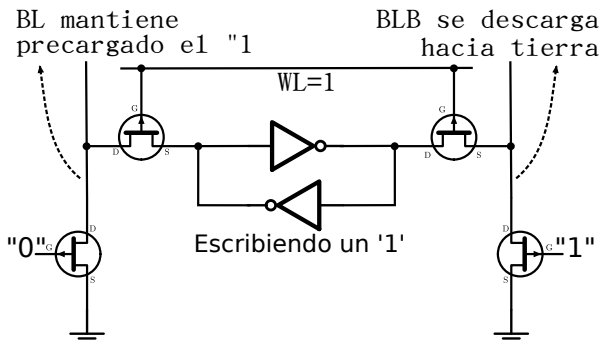 BL mantiene
precargado el "1
BLB se descarga
hacia tierra
WL=1
G
D
S
G
D
S
Escribiendo un '1'
"0"
G
D
S
D
G
S
"1"